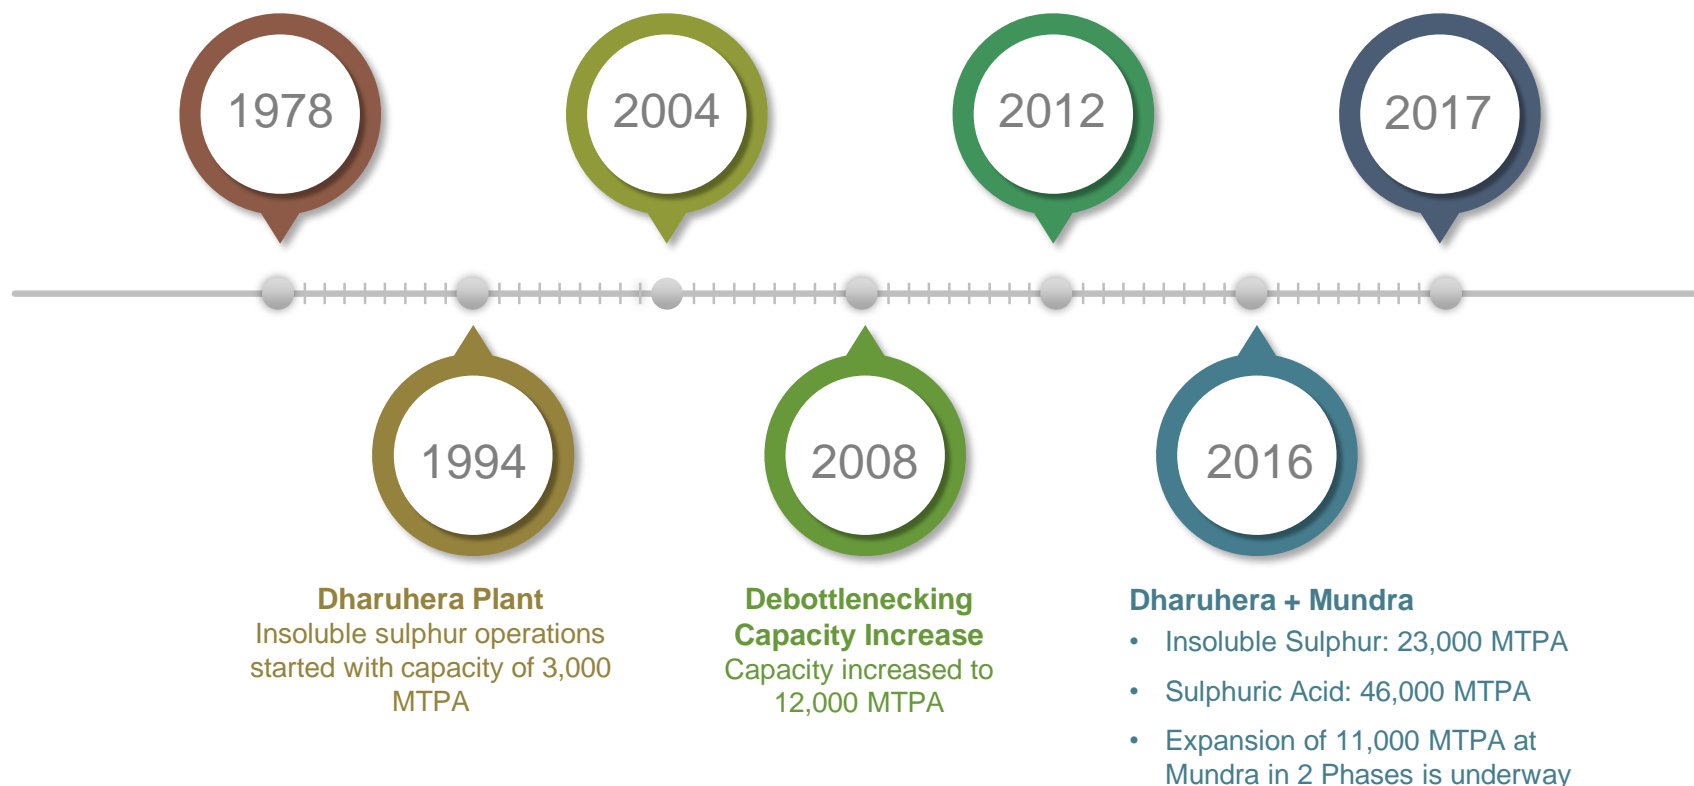 1978
2004
2012
2017
1994
2008
2016
Dharuhera Plant
Insoluble sulphur operations
started with capacity of 3,000
MTPA
Debottlenecking
Capacity Increase
Capacity increased to
12,000 MTPA
Dharuhera + Mundra
• Insoluble Sulphur: 23,000 MTPA
• Sulphuric Acid: 46,000 MTPA
• Expansion of 11,000 MTPA at
Mundra in 2 Phases is underway